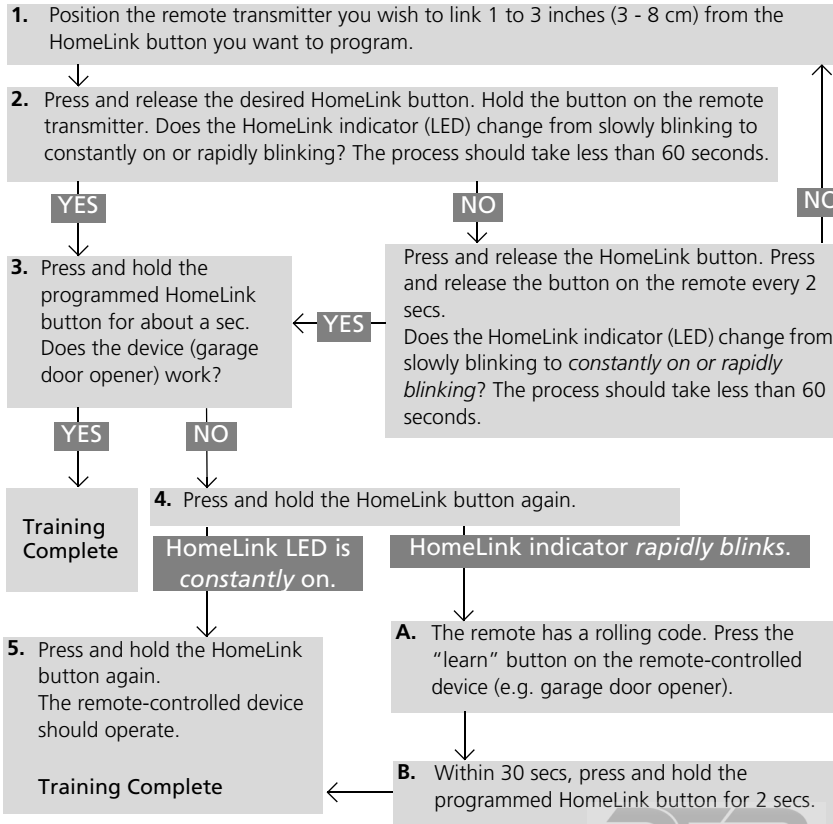 1. Position the remote transmitter you wish to link 1 to 3 inches (3 - 8 cm) from the
HomeLink button you want to program.
2. Press and release the desired HomeLink button. Hold the button on the remote
transmitter. Does the HomeLink indicator (LED) change from slowly blinking to
constantly on or rapidly blinking? The process should take less than 60 seconds.
YES
NO
NO
3. Press and hold the
programmed HomeLink
button for about a sec.
Does the device (garage
door opener) work?
YES
Press and release the HomeLink button. Press
and release the button on the remote every 2
secs.
Does the HomeLink indicator (LED) change from
slowly blinking to constantly on or rapidly
blinking? The process should take less than 60
seconds.
YES
NO
Training
Complete
4. Press and hold the HomeLink button again.
HomeLink LED is
constantly on.
HomeLink indicator rapidly blinks.
A. The remote has a rolling code. Press the
“learn” button on the remote-controlled
device (e.g. garage door opener).
B. Within 30 secs, press and hold the
programmed HomeLink button for 2 secs.
5. Press and hold the HomeLink
button again.
The remote-controlled device
should operate.
Training Complete